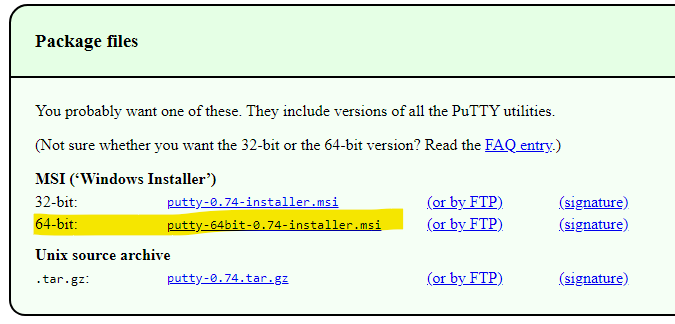 Package files
You probably want one of these. They include versions of all the PuTTY utilities.
(Not sure whether you want the 32-bit or the 64-bit version? Read the FAQ entry.)
MSI (‘Windows Installer’)
32-bit: putty-0.74-installer.msi (or by FTP) (signature)
64-bit: putty-64bit-0.74-installer.msi (or by FTP) (signature)
Unix source archive
.tar.gz: putty-0.74.tar.gz (or by FTP) (signature)